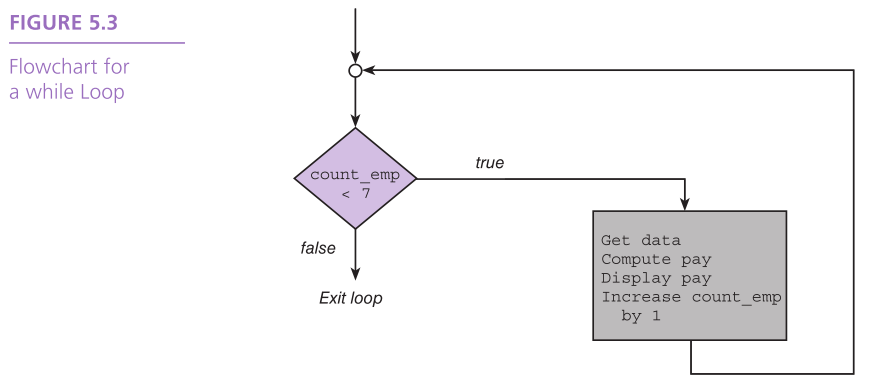 FIGURE 5.3
Flowchart for
a while Loop
count_emp
< 7
true
false
Exit loop
Get data
Compute pay
Display pay
Increase count_emp
by 1